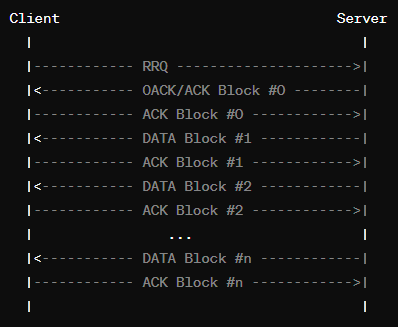 Client                                  Server
  |                                        |
  |------------ RRQ --------------------->|
  |<------------ OACK/ACK Block #0 --------|
  |------------ ACK Block #0 ------------>|
  |<------------ DATA Block #1 ------------|
  |------------ ACK Block #1 ------------>|
  |<------------ DATA Block #2 ------------|
  |------------ ACK Block #2 ------------>|
  |                 ...                    |
  |<------------ DATA Block #n ------------|
  |------------ ACK Block #n ------------>|
  |                                        |